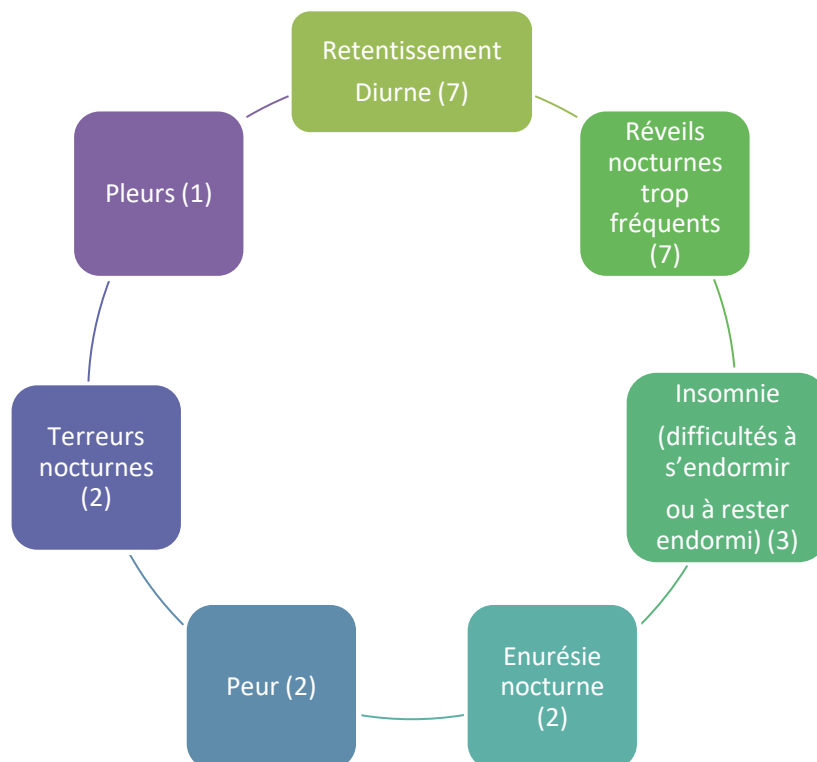 Retentissement
Diurne (7)
Réveils
nocturnes
trop
fréquents
(7)
Insomnie
(difficultés à
s’endormir
ou à rester
endormi) (3)
Enurésie
nocturne
(2)
Peur (2)
Terreurs
nocturnes
(2)
Pleurs (1)